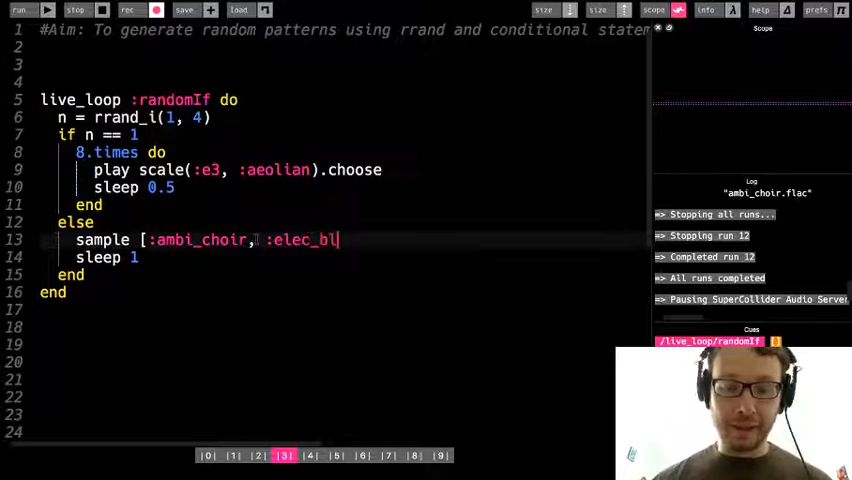 run stop rec save + load size size scope info λ help prefs π
1 #Aim: To generate random patterns using rrand and conditional statem
2
3
4
5 live_loop :randomIf do
6 n = rrand_i(1, 4)
7 if n == 1
8 8.times do
9 play scale(:e3, :aeolian).choose
10 sleep 0.5
11 end
12 else
13 sample [:ambi_choir, :elec_bl
14 sleep 1
15 end
16 end
17
18
19
20
21
22
23
24
|0| |1| |2| |3| |4| |5| |6| |7| |8| |9|
Scope
Log
"ambi_choir.flac"
=> Stopping all runs...
=> Stopping run 12
=> Completed run 12
=> All runs completed
=> Pausing SuperCollider Audio Server
Cues
/live_loop/randomIf []